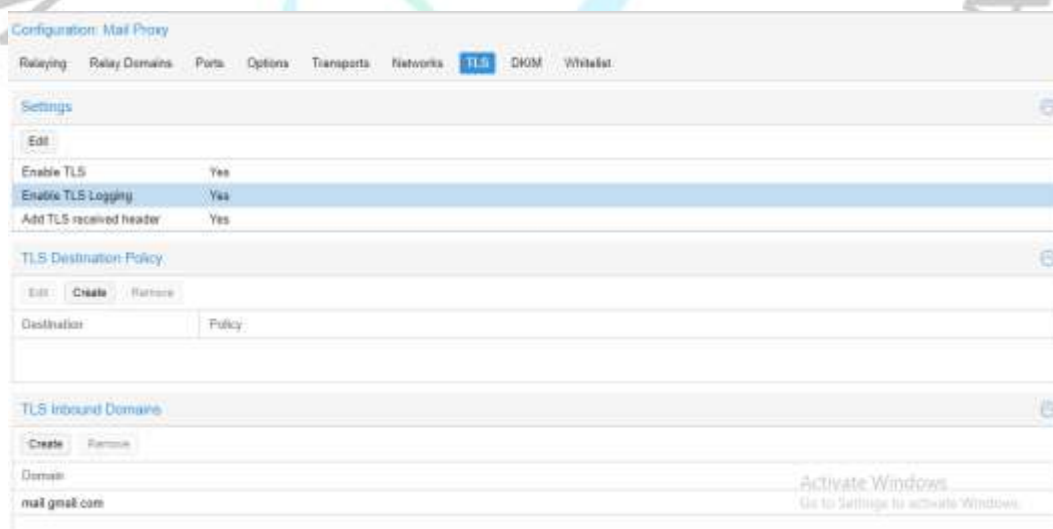 Configuration: Mail Proxy
Relaying Relay Domains Ports Options Transports Networks TLS DKIM Whitelist
Settings
Edit
Enable TLS Yes
Enable TLS Logging Yes
Add TLS received header Yes
TLS Destination Policy
Edit Create Remove
Destination Policy
TLS Inbound Domains
Create Remove
Domain
mail.gmail.com
Activate Windows
Go to Settings to activate Windows.